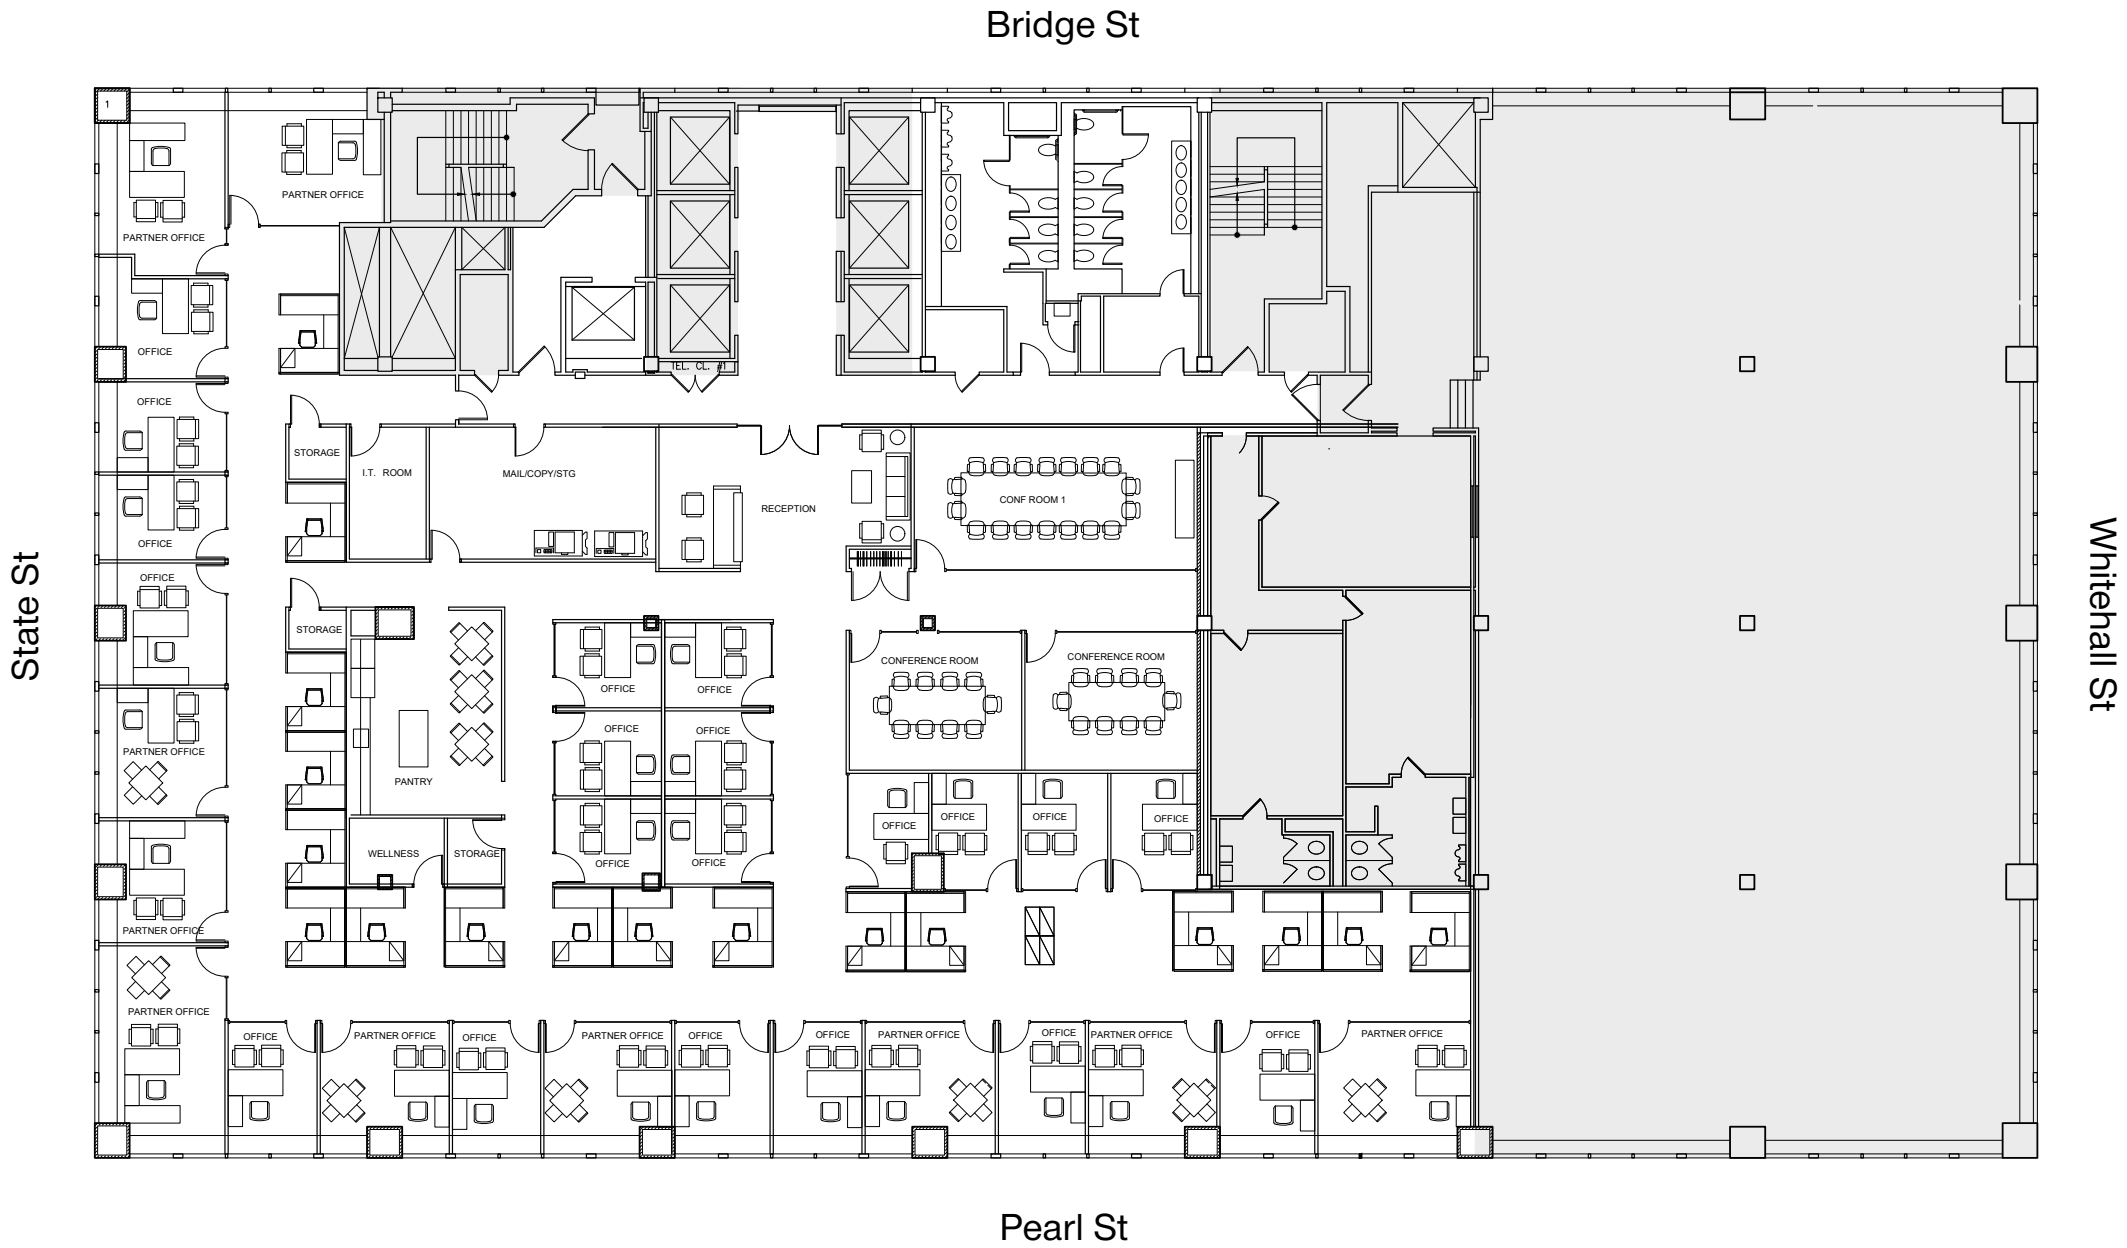 Bridge St
1
PARTNER OFFICE
PARTNER OFFICE
OFFICE
TEL. CL. #1
OFFICE
STORAGE
I.T. ROOM
MAIL/COPY/STG
RECEPTION
CONF ROOM 1
OFFICE
OFFICE
STORAGE
CONFERENCE ROOM
CONFERENCE ROOM
OFFICE
OFFICE
State St
Whitehall St
PARTNER OFFICE
OFFICE
OFFICE
PANTRY
OFFICE
OFFICE
OFFICE
OFFICE
WELLNESS
STORAGE
OFFICE
OFFICE
PARTNER OFFICE
PARTNER OFFICE
OFFICE
PARTNER OFFICE
OFFICE
PARTNER OFFICE
OFFICE
OFFICE
PARTNER OFFICE
OFFICE
PARTNER OFFICE
OFFICE
PARTNER OFFICE
Pearl St